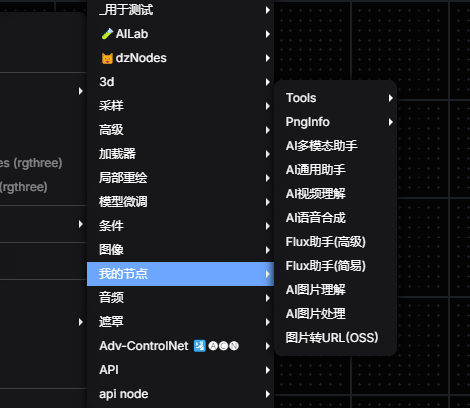 es (rgthree)
(rgthree)
_用于测试
🧪AILab
🐱dzNodes
3d
采样
高级
加载器
局部重绘
模型微调
条件
图像
我的节点
音频
遮罩
Adv-ControlNet 🛂🅐🅒🅝
API
api node
Tools
PngInfo
AI多模态助手
AI通用助手
AI视频理解
AI语音合成
Flux助手(高级)
Flux助手(简易)
AI图片理解
AI图片处理
图片转URL(OSS)